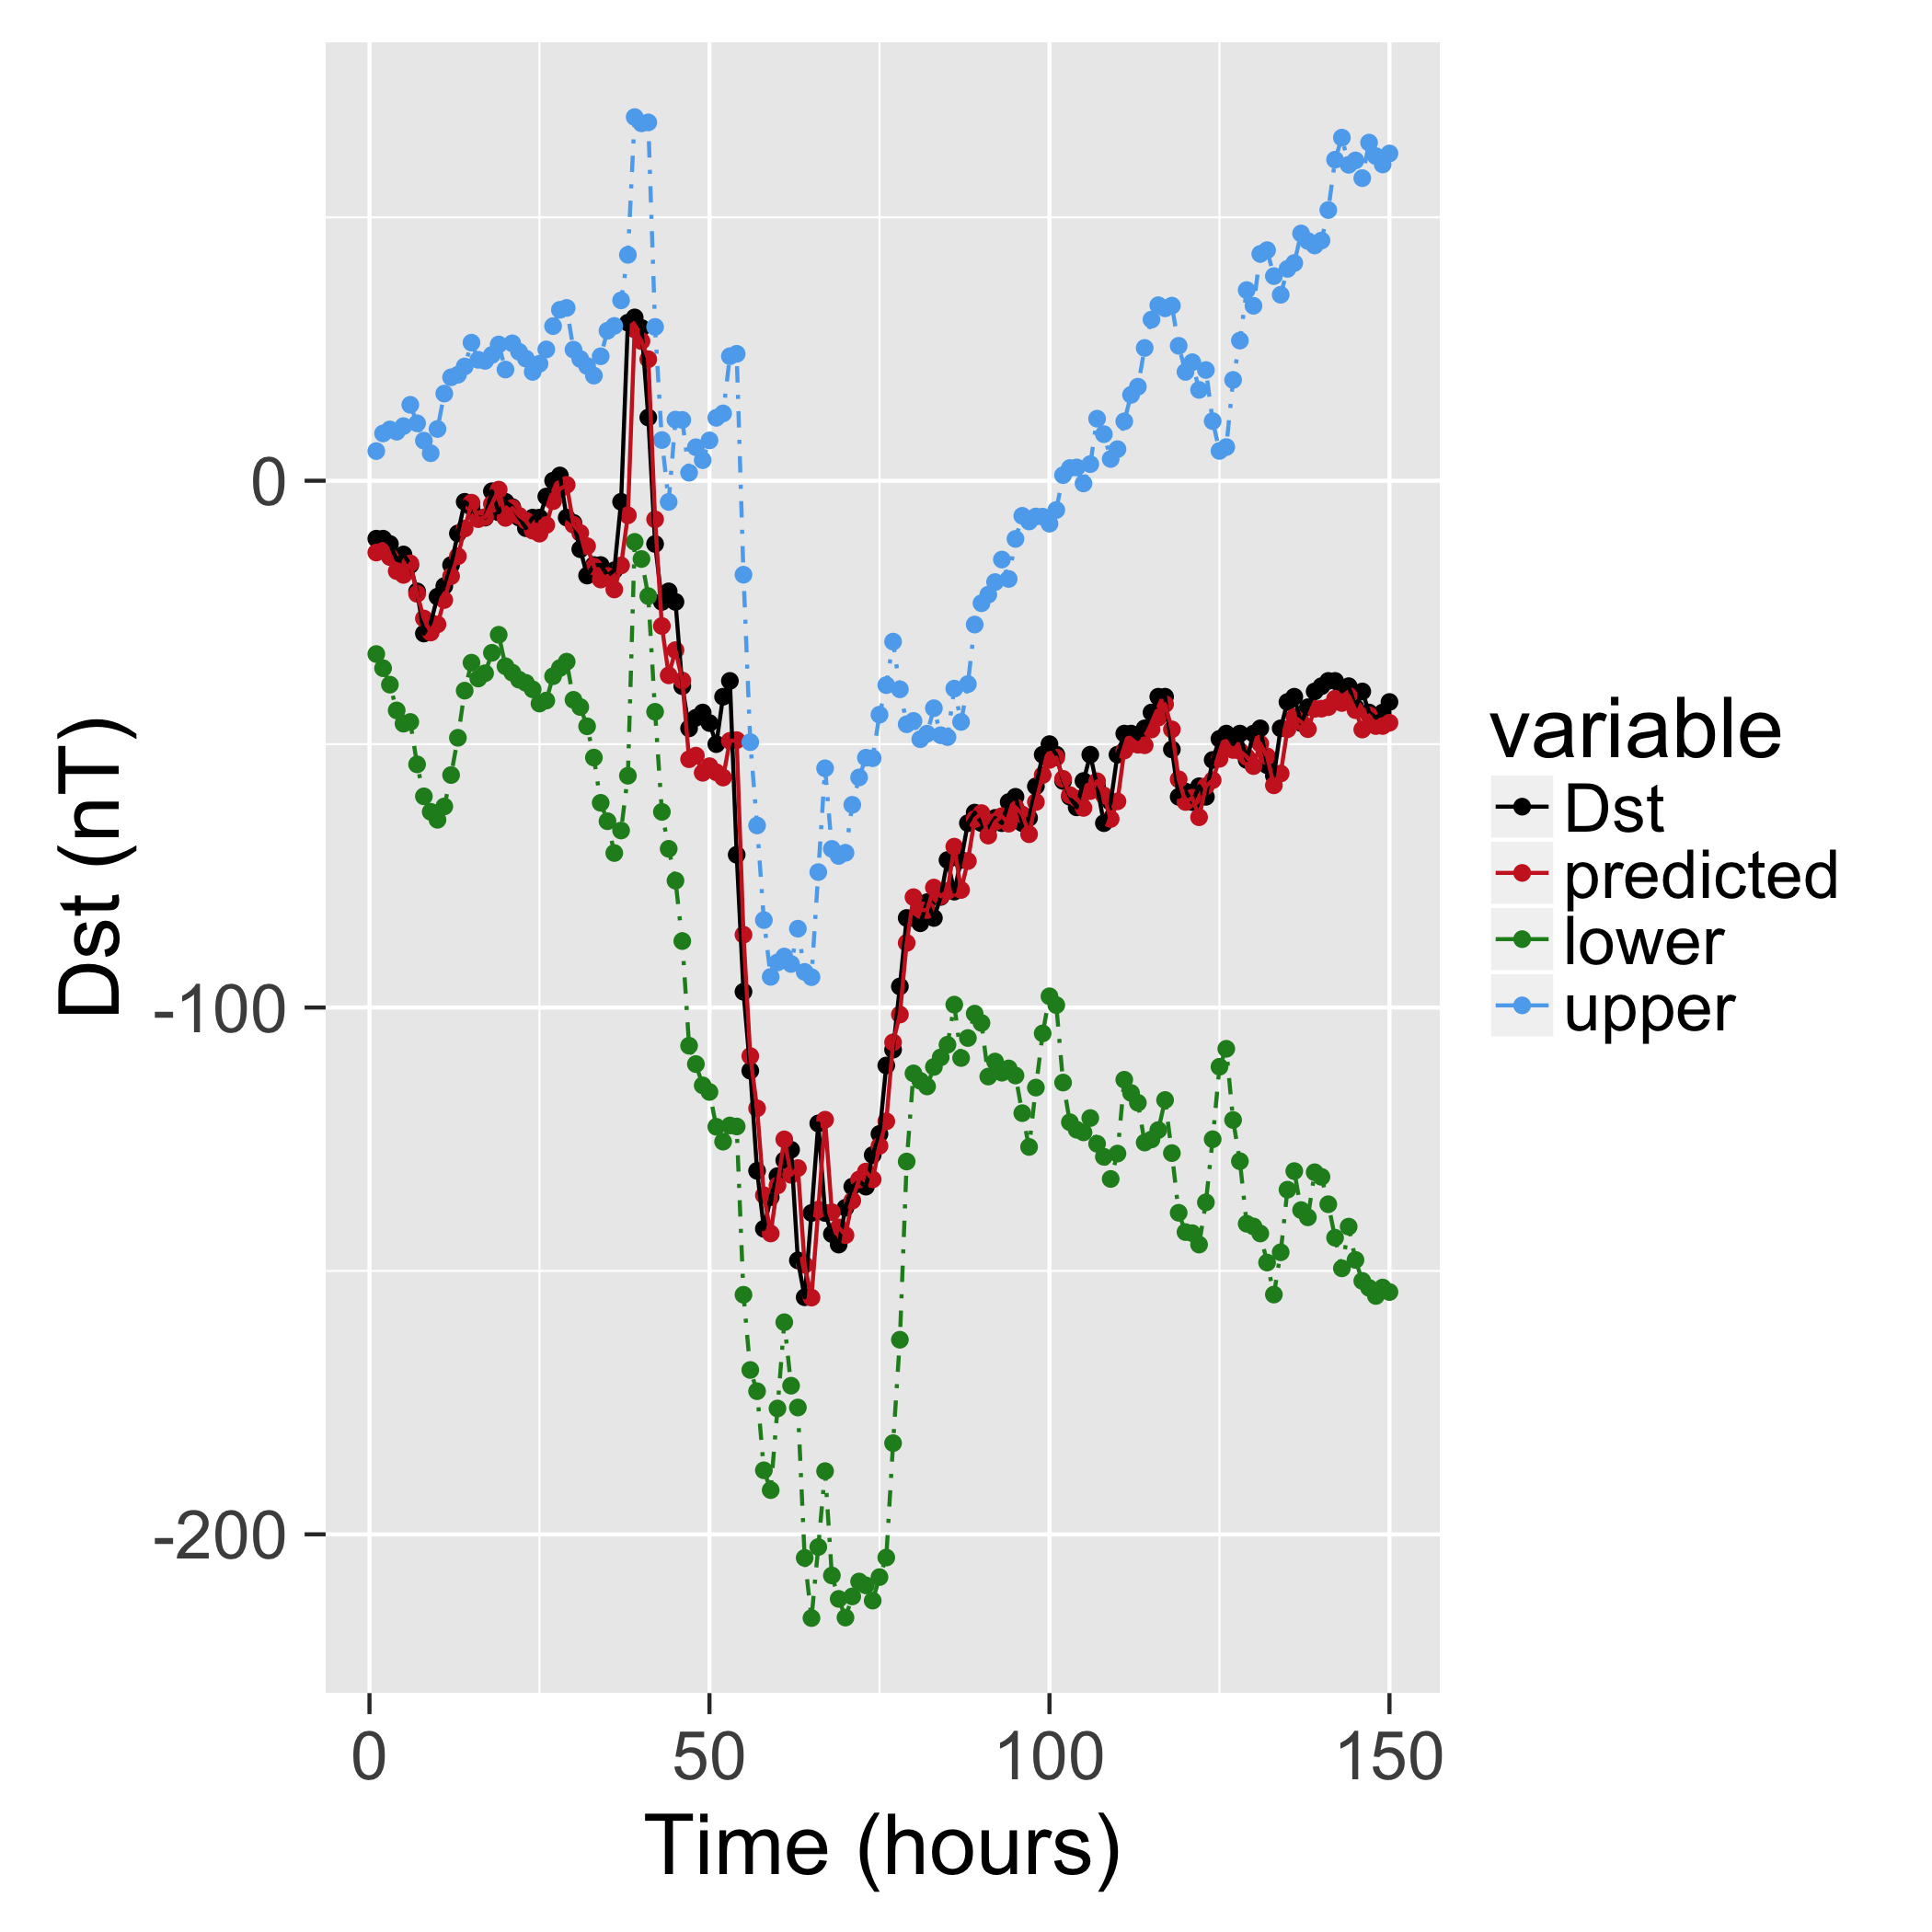 Dst (nT)
0
-100
-200
0 50 100 150
Time (hours)
variable
Dst
predicted
lower
upper